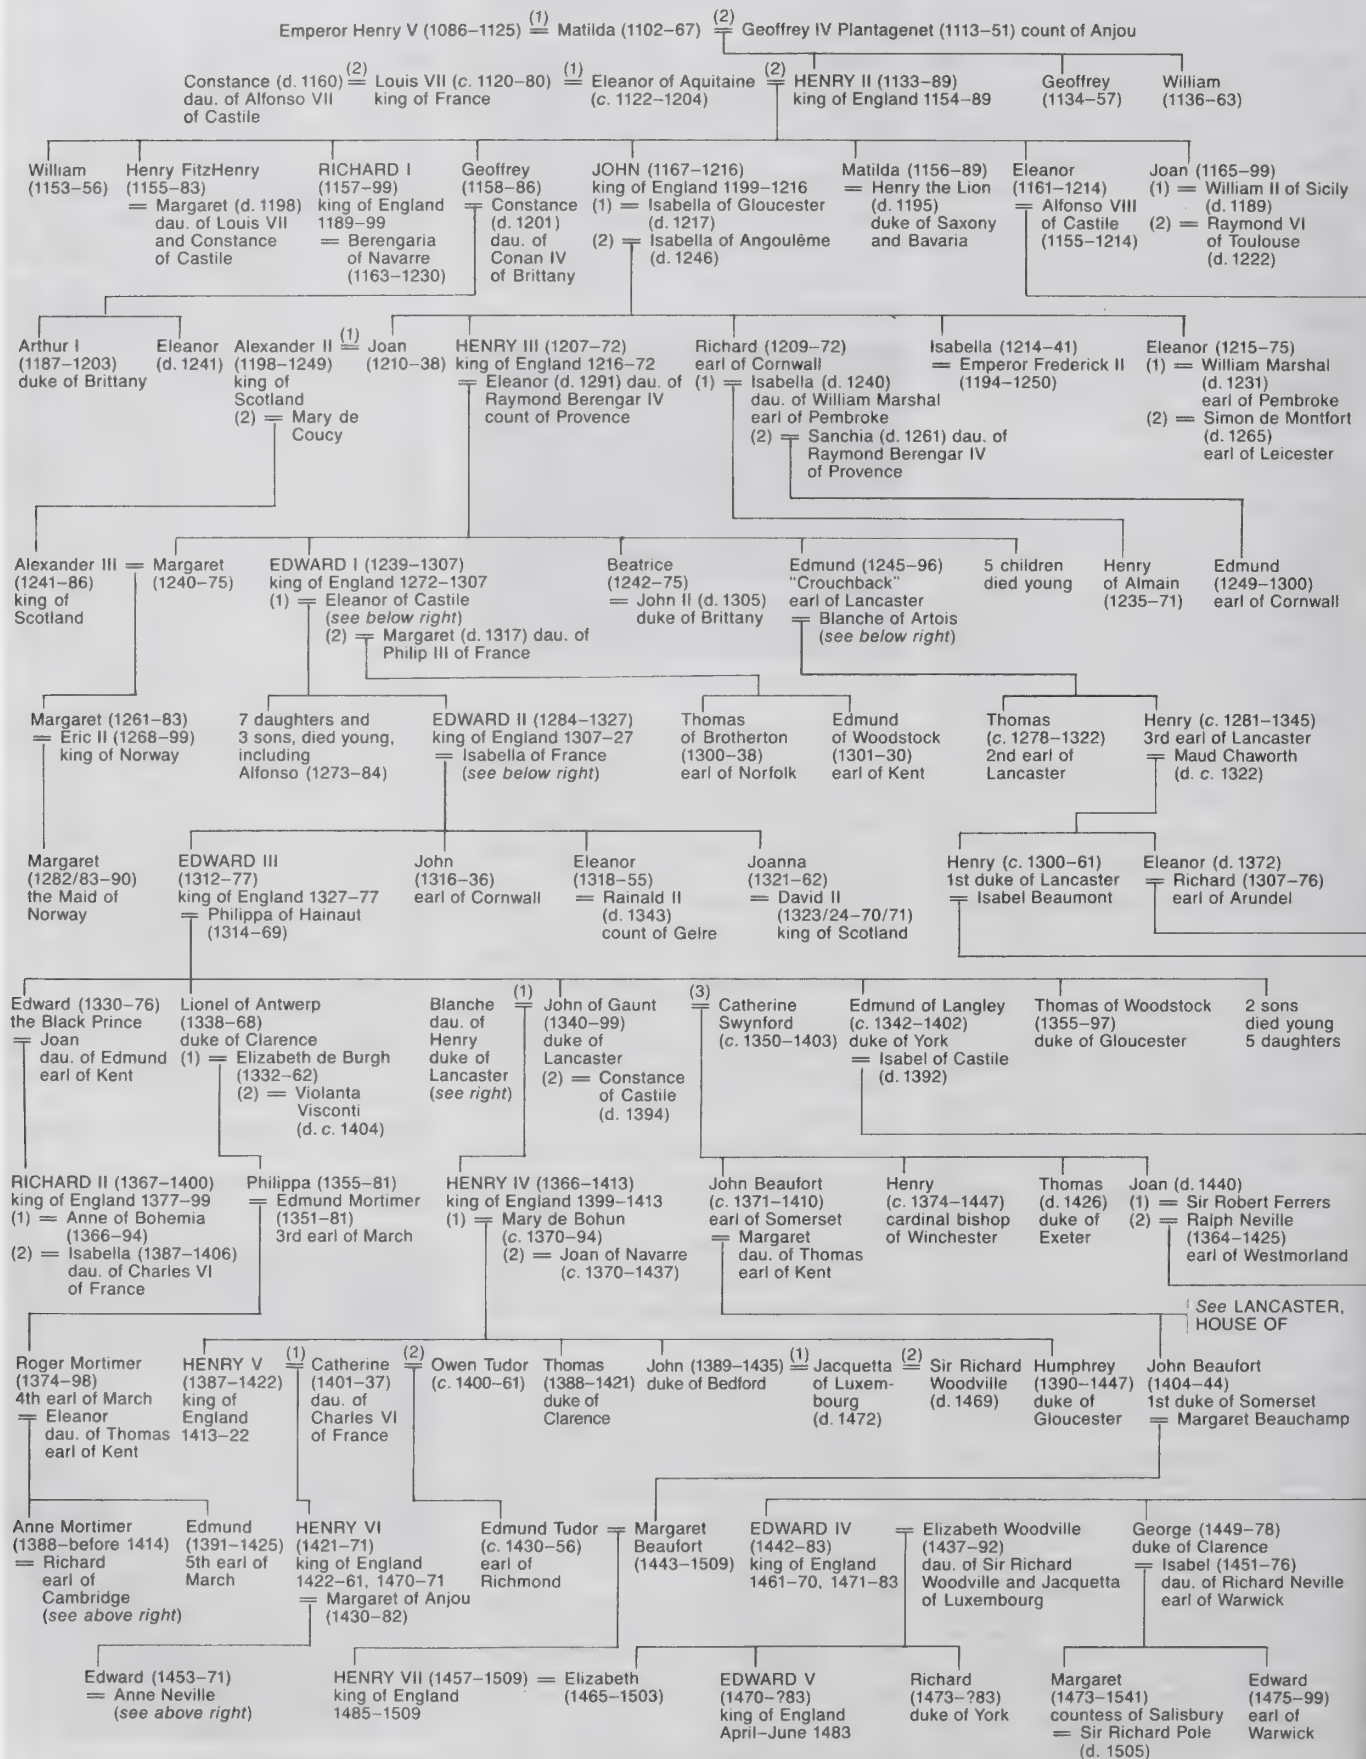 Emperor Henry V (1086–1125) (1) = Matilda (1102–67) (2) = Geoffrey IV Plantagenet (1113–51) count of Anjou
Constance (d. 1160) (2) = Louis VII (c. 1120–80) (1) = Eleanor of Aquitaine (2) = HENRY II (1133–89)
dau. of Alfonso VII
of Castile
king of France
(c. 1122–1204)
king of England 1154–89
Geoffrey
(1134–57)
William
(1136–63)
William
(1153–56)
Henry FitzHenry
(1155–83)
= Margaret (d. 1198)
dau. of Louis VII
and Constance
of Castile
RICHARD I
(1157–99)
king of England
1189–99
= Berengaria
of Navarre
(1163–1230)
Geoffrey
(1158–86)
= Constance
(d. 1201)
dau. of
Conan IV
of Brittany
JOHN (1167–1216)
king of England 1199–1216
(1) = Isabella of Gloucester
(d. 1217)
(2) = Isabella of Angoulême
(d. 1246)
Matilda (1156–89)
= Henry the Lion
(d. 1195)
duke of Saxony
and Bavaria
Eleanor
(1161–1214)
= Alfonso VIII
of Castile
(1155–1214)
Joan (1165–99)
(1) = William II of Sicily
(d. 1189)
(2) = Raymond VI
of Toulouse
(d. 1222)
Arthur I
(1187–1203)
duke of Brittany
Eleanor
(d. 1241)
Alexander II (1) = Joan
(1198–1249)
king of
Scotland
(2) = Mary de
Coucy
(1210–38)
HENRY III (1207–72)
king of England 1216–72
= Eleanor (d. 1291) dau. of
Raymond Berengar IV
count of Provence
Richard (1209–72)
earl of Cornwall
(1) = Isabella (d. 1240)
dau. of William Marshal
earl of Pembroke
(2) = Sanchia (d. 1261) dau. of
Raymond Berengar IV
of Provence
Isabella (1214–41)
= Emperor Frederick II
(1194–1250)
Eleanor (1215–75)
(1) = William Marshal
(d. 1231)
earl of Pembroke
(2) = Simon de Montfort
(d. 1265)
earl of Leicester
Alexander III = Margaret
(1241–86)
king of
Scotland
(1240–75)
EDWARD I (1239–1307)
king of England 1272–1307
(1) = Eleanor of Castile
(see below right)
(2) = Margaret (d. 1317) dau. of
Philip III of France
Beatrice
(1242–75)
= John II (d. 1305)
duke of Brittany
Edmund (1245–96)
"Crouchback"
earl of Lancaster
= Blanche of Artois
(see below right)
5 children
died young
Henry
of Almain
(1235–71)
Edmund
(1249–1300)
earl of Cornwall
Margaret (1261–83)
= Eric II (1268–99)
king of Norway
7 daughters and
3 sons, died young,
including
Alfonso (1273–84)
EDWARD II (1284–1327)
king of England 1307–27
= Isabella of France
(see below right)
Thomas
of Brotherton
(1300–38)
earl of Norfolk
Edmund
of Woodstock
(1301–30)
earl of Kent
Thomas
(c. 1278–1322)
2nd earl of
Lancaster
Henry (c. 1281–1345)
3rd earl of Lancaster
= Maud Chaworth
(d. c. 1322)
Margaret
(1282/83–90)
the Maid of
Norway
EDWARD III
(1312–77)
king of England 1327–77
= Philippa of Hainaut
(1314–69)
John
(1316–36)
earl of Cornwall
Eleanor
(1318–55)
= Rainald II
(d. 1343)
count of Gelre
Joanna
(1321–62)
= David II
(1323/24–70/71)
king of Scotland
Henry (c. 1300–61)
1st duke of Lancaster
= Isabel Beaumont
Eleanor (d. 1372)
= Richard (1307–76)
earl of Arundel
Edward (1330–76)
the Black Prince
= Joan
dau. of Edmund
earl of Kent
Lionel of Antwerp
(1338–68)
duke of Clarence
(1) = Elizabeth de Burgh
(1332–62)
(2) = Violanta
Visconti
(d. c. 1404)
Blanche
dau. of
Henry
duke of
Lancaster
(see right)
(1) = John of Gaunt
(1340–99)
duke of
Lancaster
(2) = Constance
of Castile
(d. 1394)
(3) = Catherine
Swynford
(c. 1350–1403)
Edmund of Langley
(c. 1342–1402)
duke of York
= Isabel of Castile
(d. 1392)
Thomas of Woodstock
(1355–97)
duke of Gloucester
2 sons
died young
5 daughters
RICHARD II (1367–1400)
king of England 1377–99
(1) = Anne of Bohemia
(1366–94)
(2) = Isabella (1387–1406)
dau. of Charles VI
of France
Philippa (1355–81)
= Edmund Mortimer
(1351–81)
3rd earl of March
HENRY IV (1366–1413)
king of England 1399–1413
(1) = Mary de Bohun
(c. 1370–94)
(2) = Joan of Navarre
(c. 1370–1437)
John Beaufort
(c. 1371–1410)
earl of Somerset
= Margaret
dau. of Thomas
earl of Kent
Henry
(c. 1374–1447)
cardinal bishop
of Winchester
Thomas
(d. 1426)
duke of
Exeter
Joan (d. 1440)
(1) = Sir Robert Ferrers
(2) = Ralph Neville
(1364–1425)
earl of Westmorland
See LANCASTER,
HOUSE OF
Roger Mortimer
(1374–98)
4th earl of March
= Eleanor
dau. of Thomas
earl of Kent
HENRY V
(1387–1422)
king of
England
1413–22
(1) = Catherine
(1401–37)
dau. of
Charles VI
of France
(2) = Owen Tudor
(c. 1400–61)
Thomas
(1388–1421)
duke of
Clarence
John (1389–1435)
duke of Bedford
(1) = Jacquetta
of Luxem-
bourg
(d. 1472)
(2) = Sir Richard
Woodville
(d. 1469)
Humphrey
(1390–1447)
duke of
Gloucester
John Beaufort
(1404–44)
1st duke of Somerset
= Margaret Beauchamp
Anne Mortimer
(1388–before 1414)
= Richard
earl of
Cambridge
(see above right)
Edmund
(1391–1425)
5th earl of
March
HENRY VI
(1421–71)
king of England
1422–61, 1470–71
= Margaret of Anjou
(1430–82)
Edmund Tudor =
(c. 1430–56)
earl of
Richmond
Margaret
Beaufort
(1443–1509)
EDWARD IV
(1442–83)
king of England
1461–70, 1471–83
= Elizabeth Woodville
(1437–92)
dau. of Sir Richard
Woodville and Jacquetta
of Luxembourg
George (1449–78)
duke of Clarence
= Isabel (1451–76)
dau. of Richard Neville
earl of Warwick
Edward (1453–71)
= Anne Neville
(see above right)
HENRY VII (1457–1509) = Elizabeth
king of England
1485–1509
(1465–1503)
EDWARD V
(1470–?83)
king of England
April–June 1483
Richard
(1473–?83)
duke of York
Margaret
(1473–1541)
countess of Salisbury
= Sir Richard Pole
(d. 1505)
Edward
(1475–99)
earl of
Warwick